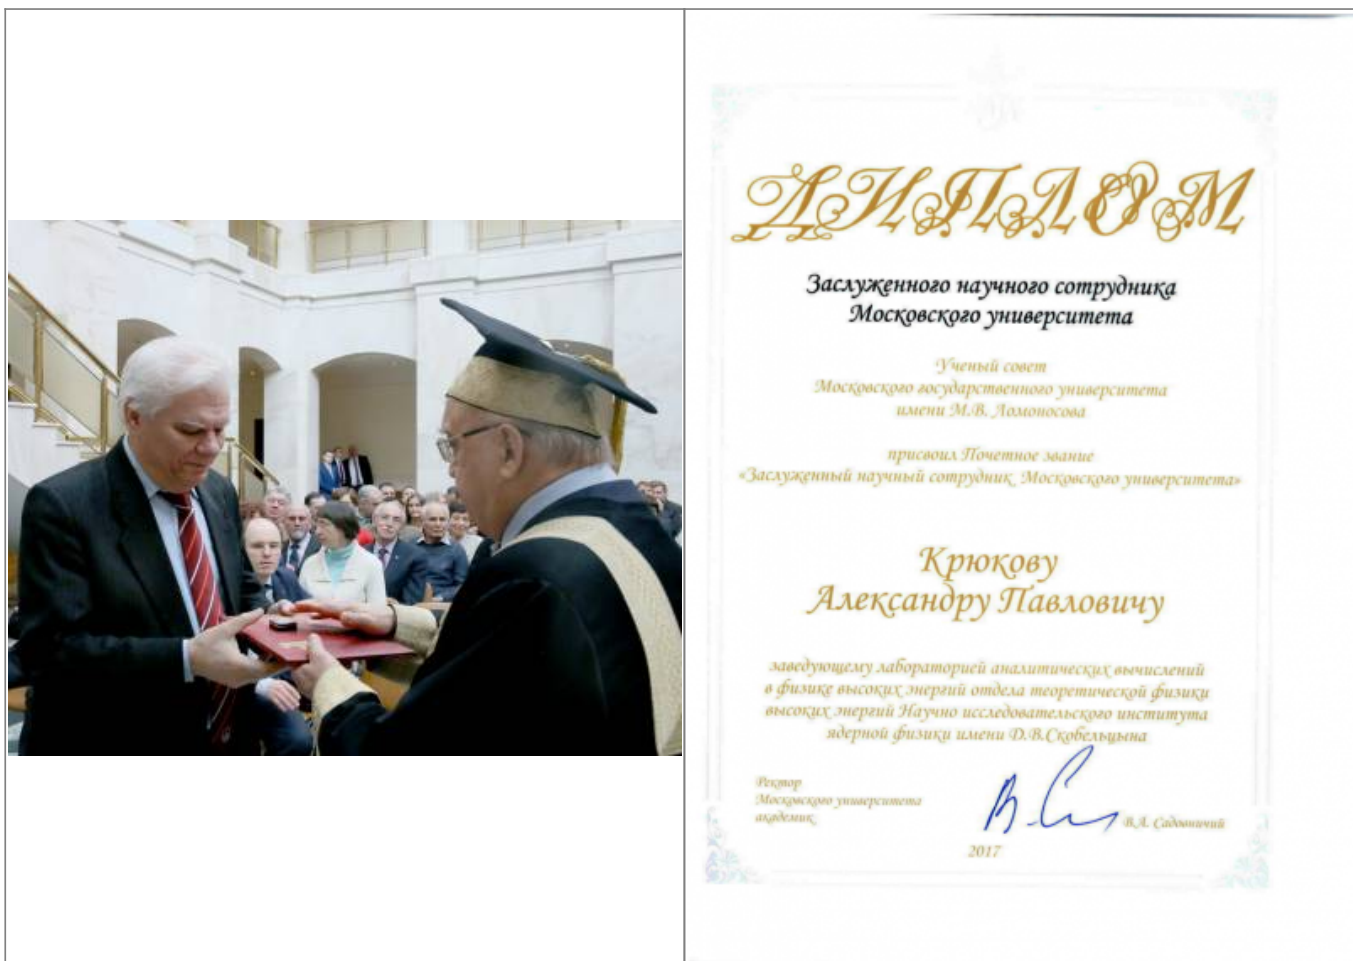 ДИПЛОМ
Заслуженного научного сотрудника
Московского университета
Ученый совет
Московского государственного университета
имени М.В. Ломоносова
присвоил Почетное звание
«Заслуженный научный сотрудник Московского университета»
Крюкову
Александру Павловичу
заведующему лабораторией аналитических вычислений
в физике высоких энергий отдела теоретической физики
высоких энергий Научно исследовательского института
ядерной физики имени Д.В.Скобельцына
Ректор
Московского университета
академик
В.А. Садовничий
2017